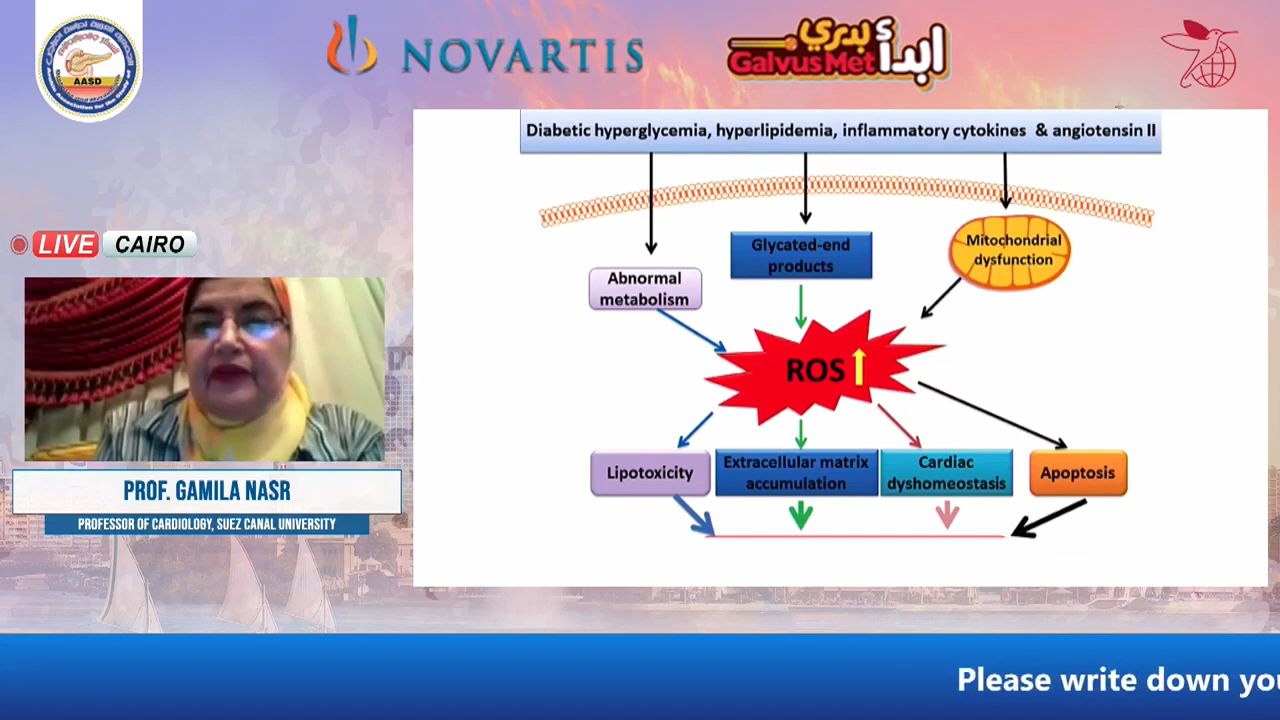 AASD
NOVARTIS
ابدأ بدري
GalvusMet
LIVE CAIRO
PROF. GAMILA NASR
PROFESSOR OF CARDIOLOGY, SUEZ CANAL UNIVERSITY
Diabetic hyperglycemia, hyperlipidemia, inflammatory cytokines & angiotensin II
Abnormal
metabolism
Glycated-end
products
Mitochondrial
dysfunction
ROS
Lipotoxicity
Extracellular matrix
accumulation
Cardiac
dyshomeostasis
Apoptosis
Please write down